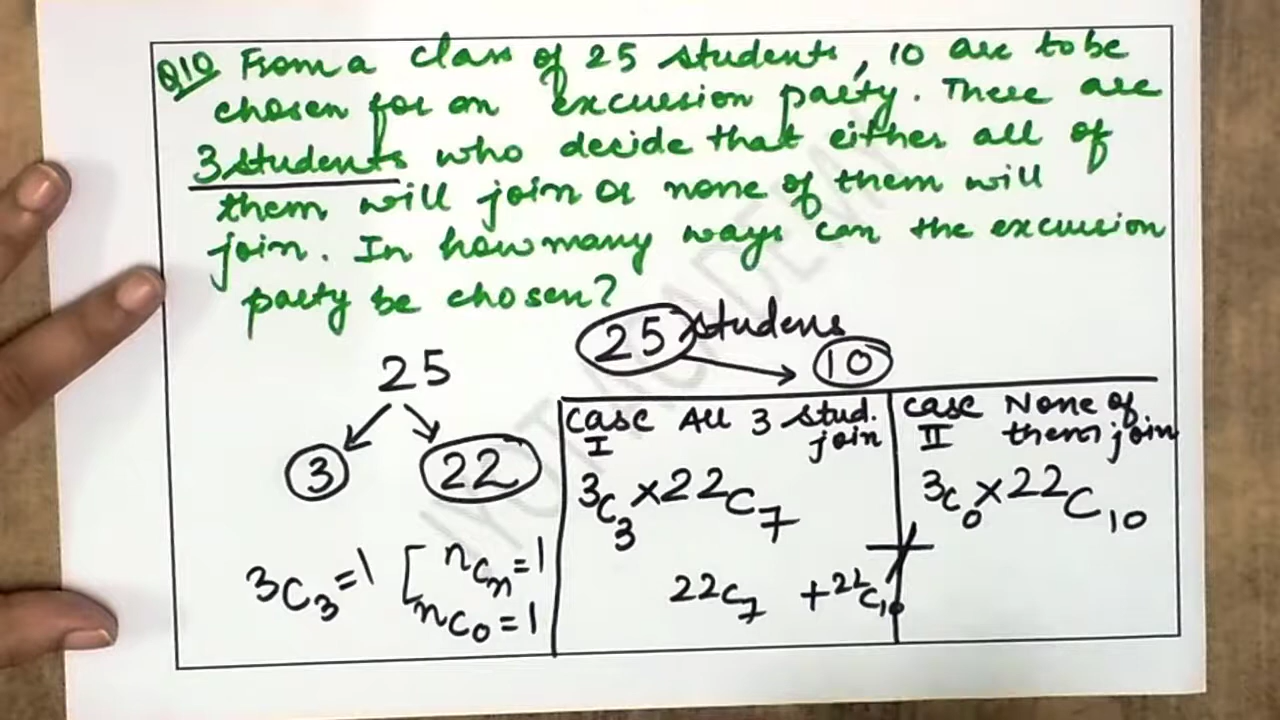 Q10 From a class of 25 students, 10 are to be
chosen for an excursion party. There are
3 students who decide that either all of
them will join or none of them will
join. In how many ways can the excursion
party be chosen?
25 studens
10
25
3 22
Case I All 3 stud. join
³C₃ × 22C₇
Case II None of them join
³C₀ × 22C₁₀
3C₃ = 1
nCn = 1
nC₀ = 1
22C₇ + 22C₁₀
JYOTI ACADEMY